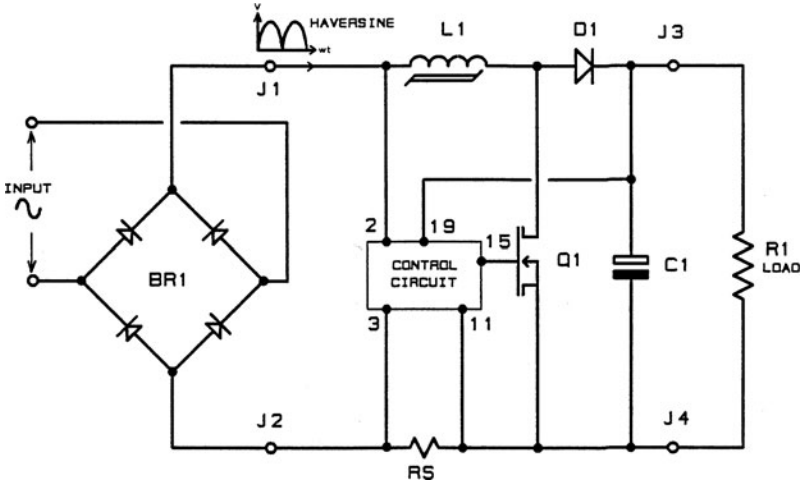 V
HAVERSINE
wt
L1
D1
J3
J1
INPUT
2
19
15
BR1
CONTROL
CIRCUIT
Q1
C1
R1
LOAD
3
11
J2
J4
RS